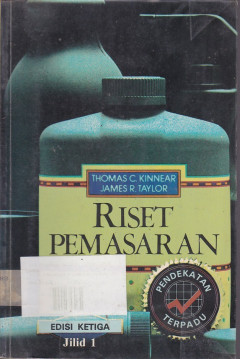 THOMAS C. KINNEAR
JAMES R. TAYLOR
RISET
PEMASARAN
PENDEKATAN
TERPADU
EDISI KETIGA
Jilid 1